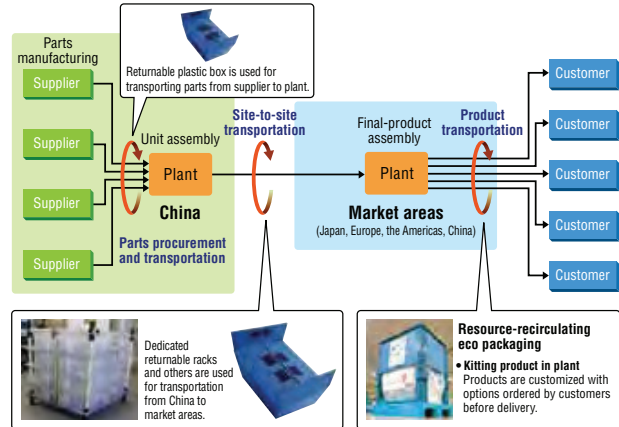 Parts
manufacturing
Supplier
Supplier
Supplier
Supplier
Returnable plastic box is used for
transporting parts from supplier to plant.
Unit assembly
Plant
China
Parts procurement
and transportation
Site-to-site
transportation
Final-product
assembly
Plant
Market areas
(Japan, Europe, the Americas, China)
Product
transportation
Customer
Customer
Customer
Customer
Customer
Dedicated
returnable racks
and others are used
for transportation
from China to
market areas.
Resource-recirculating
eco packaging
• Kitting product in plant
Products are customized with
options ordered by customers
before delivery.